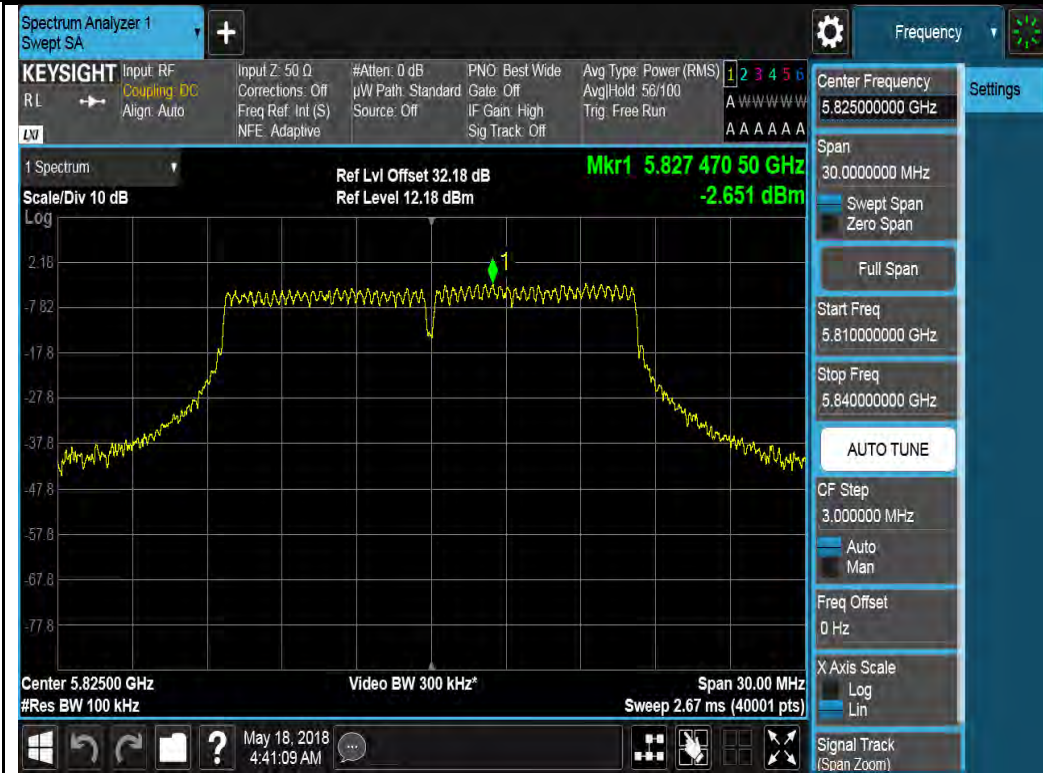 Spectrum Analyzer 1
Swept SA
+
Frequency
KEYSIGHT
RL
LXI
Input: RF
Coupling: DC
Align: Auto
Input Z: 50 Ω
Corrections: Off
Freq Ref: Int (S)
NFE: Adaptive
#Atten: 0 dB
µW Path: Standard
Source: Off
PNO: Best Wide
Gate: Off
IF Gain: High
Sig Track: Off
Avg Type: Power (RMS)
Avg|Hold: 56/100
Trig: Free Run
1 2 3 4 5 6
A W W W W W
A A A A A A
1 Spectrum
Scale/Div 10 dB
Log
Ref Lvl Offset 32.18 dB
Ref Level 12.18 dBm
Mkr1 5.827 470 50 GHz
-2.651 dBm
1
2.18
-7.82
-17.8
-27.8
-37.8
-47.8
-57.8
-67.8
-77.8
Center 5.82500 GHz
#Res BW 100 kHz
Video BW 300 kHz*
Span 30.00 MHz
Sweep 2.67 ms (40001 pts)
Center Frequency
5.825000000 GHz
Settings
Span
30.0000000 MHz
Swept Span
Zero Span
Full Span
Start Freq
5.810000000 GHz
Stop Freq
5.840000000 GHz
AUTO TUNE
CF Step
3.000000 MHz
Auto
Man
Freq Offset
0 Hz
X Axis Scale
Log
Lin
Signal Track
(Span Zoom)
?
May 18, 2018
4:41:09 AM